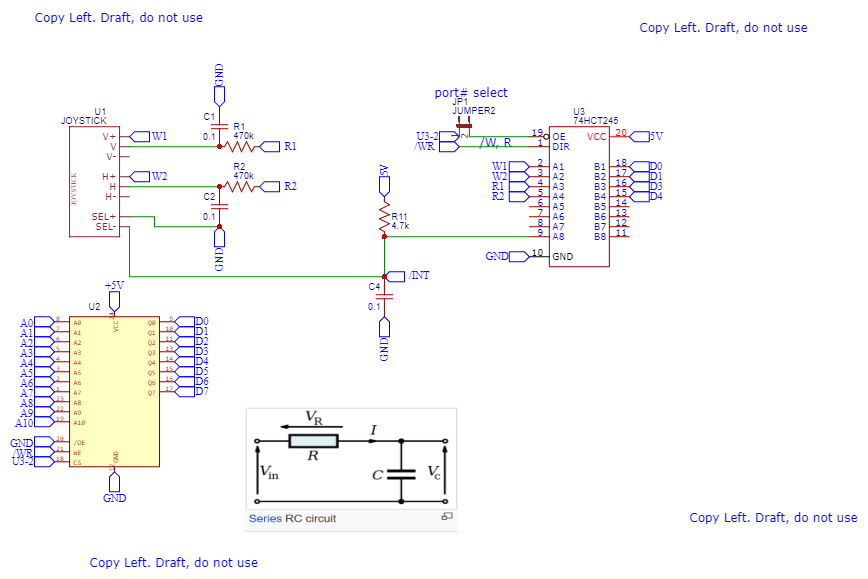 Copy Left. Draft, do not use
Copy Left. Draft, do not use
port# select
JP1
JUMPER2
U3
74HCT245
U1
JOYSTICK
JOYSTICK
V+
V
V-
H+
H
H-
SEL+
SEL-
W1
W2
GND
C1
0.1
R1
470k
R1
R2
470k
R2
C2
0.1
GND
5V
R11
4.7k
/INT
C4
0.1
GND
U3-2
/WR
1
2
/W, R
19 OE
1 DIR
VCC 20 5V
W1 2 A1 B1 18 D0
W2 3 A2 B2 17 D1
R1 4 A3 B3 16 D3
R2 5 A4 B4 15 D4
6 A5 B5 14
7 A6 B6 13
8 A7 B7 12
9 A8 B8 11
GND 10 GND
+5V
U2
VCC
A0 8 A0 Q0 9 D0
A1 7 A1 Q1 10 D1
A2 6 A2 Q2 11 D2
A3 5 A3 Q3 13 D3
A4 4 A4 Q4 14 D4
A5 3 A5 Q5 15 D5
A6 2 A6 Q6 16 D6
A7 1 A7 Q7 17 D7
A8 23 A8
A9 22 A9
A10 19 A10
GND 20 /OE
/WR 21 WE
U3-2 18 CS
GND
GND
VR
I
R
Vin
C
Vc
Series RC circuit
Copy Left. Draft, do not use
Copy Left. Draft, do not use